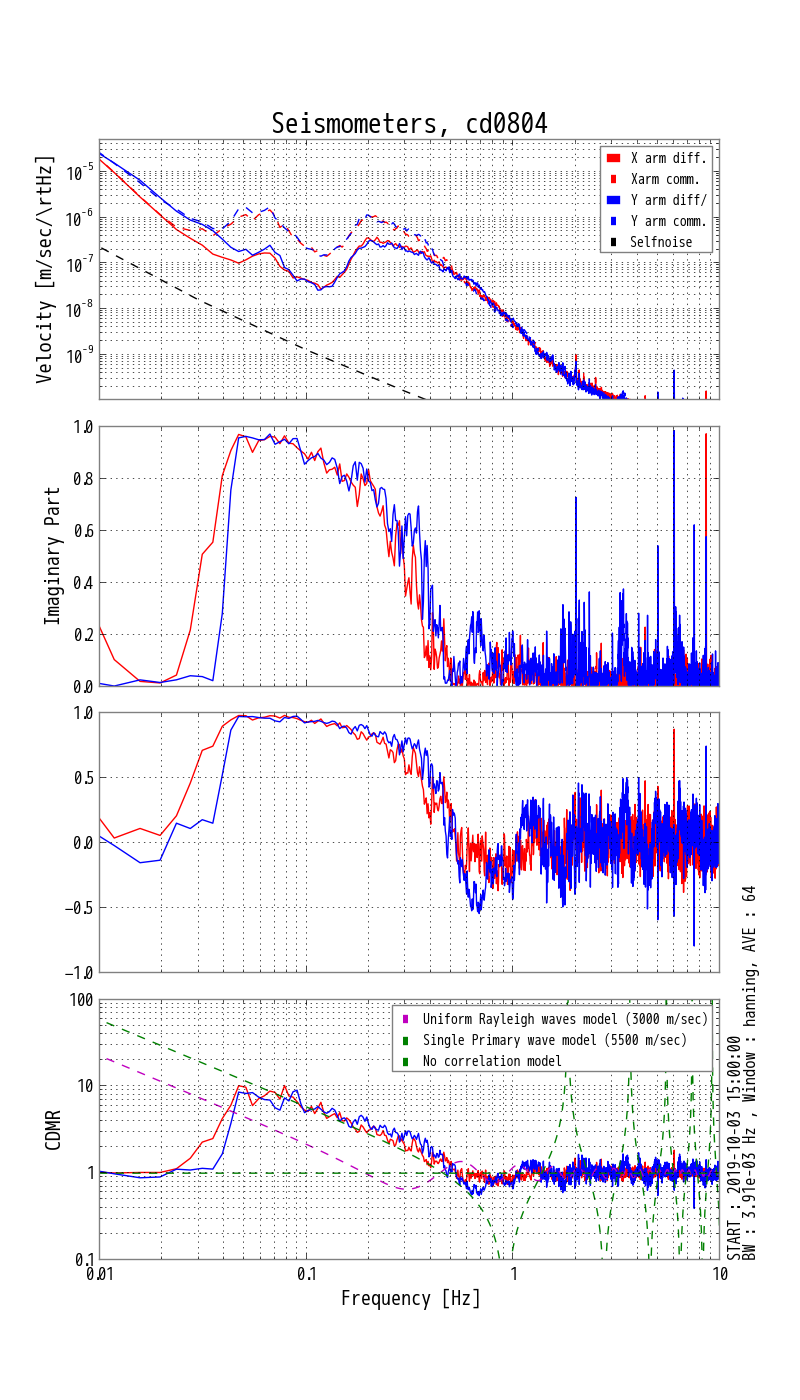 Seismometers, cd0804
Velocity [m/sec/\rtHz]
10^-5
10^-6
10^-7
10^-8
10^-9
X arm diff.
Xarm comm.
Y arm diff/
Y arm comm.
Selfnoise
Imaginary Part
1.0
0.8
0.6
0.4
0.2
0.0
1.0
0.5
0.0
−0.5
−1.0
CDMR
100
10
1
0.1
Uniform Rayleigh waves model (3000 m/sec)
Single Primary wave model (5500 m/sec)
No correlation model
0.01
0.1
1
10
Frequency [Hz]
START : 2019-10-03 15:00:00
BW : 3.91e-03 Hz , Window : hanning, AVE : 64